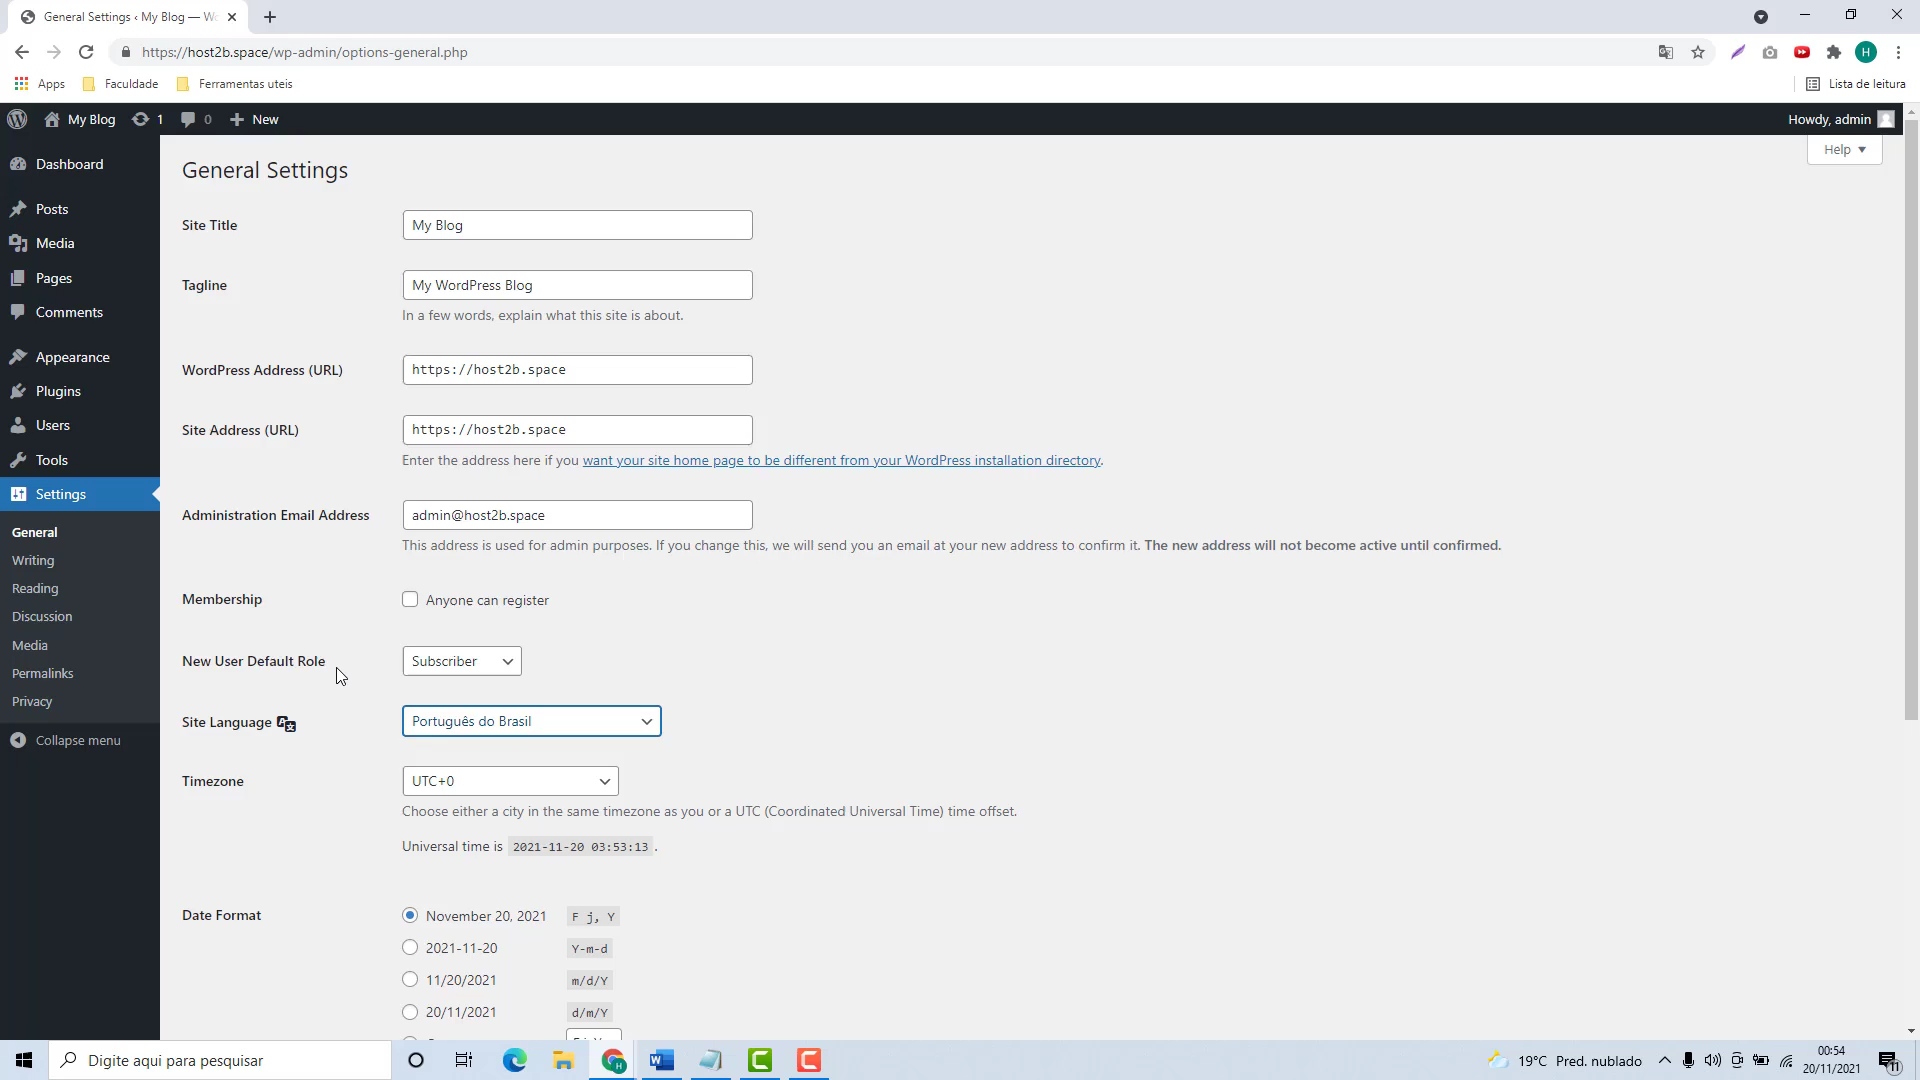 General Settings ‹ My Blog — Wo
https://host2b.space/wp-admin/options-general.php
H
Apps
Faculdade
Ferramentas uteis
Lista de leitura
My Blog
1
0
New
Howdy, admin
Dashboard
Posts
Media
Pages
Comments
Appearance
Plugins
Users
Tools
Settings
General
Writing
Reading
Discussion
Media
Permalinks
Privacy
Collapse menu
Help
General Settings
Site Title
My Blog
Tagline
My WordPress Blog
In a few words, explain what this site is about.
WordPress Address (URL)
https://host2b.space
Site Address (URL)
https://host2b.space
Enter the address here if you want your site home page to be different from your WordPress installation directory.
Administration Email Address
admin@host2b.space
This address is used for admin purposes. If you change this, we will send you an email at your new address to confirm it. The new address will not become active until confirmed.
Membership
Anyone can register
New User Default Role
Subscriber
Site Language
Português do Brasil
Timezone
UTC+0
Choose either a city in the same timezone as you or a UTC (Coordinated Universal Time) time offset.
Universal time is 2021-11-20 03:53:13 .
Date Format
November 20, 2021 F j, Y
2021-11-20 Y-m-d
11/20/2021 m/d/Y
20/11/2021 d/m/Y
Digite aqui para pesquisar
19°C Pred. nublado
00:54
20/11/2021
11